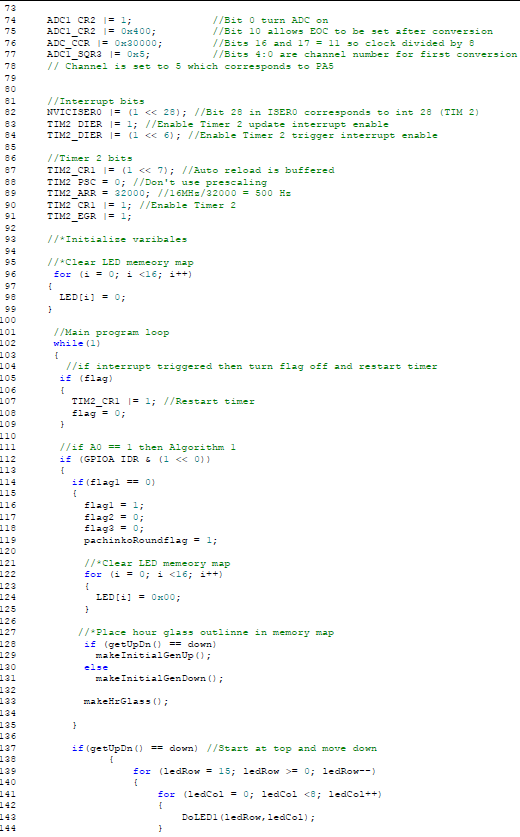 73
74 ADC1 CR2 |= 1; //Bit 0 turn ADC on
75 ADC1_CR2 |= 0x400; //Bit 10 allows EOC to be set after conversion
76 ADC_CCR |= 0x30000; //Bits 16 and 17 = 11 so clock divided by 8
77 ADC1_SQR3 |= 0x5; //Bits 4:0 are channel number for first conversion
78 // Channel is set to 5 which corresponds to PA5
79
80
81 //Interrupt bits
82 NVICISER0 |= (1 << 28); //Bit 28 in ISER0 corresponds to int 28 (TIM 2)
83 TIM2 DIER |= 1; //Enable Timer 2 update interrupt enable
84 TIM2_DIER |= (1 << 6); //Enable Timer 2 trigger interrupt enable
85
86 //Timer 2 bits
87 TIM2_CR1 |= (1 << 7); //Auto reload is buffered
88 TIM2 PSC = 0; //Don't use prescaling
89 TIM2_ARR = 32000; //16MHz/32000 = 500 Hz
90 TIM2 CR1 |= 1; //Enable Timer 2
91 TIM2_EGR |= 1;
92
93 //*Initialize varibales
94
95 //*Clear LED memeory map
96 for (i = 0; i <16; i++)
97 {
98 LED[i] = 0;
99 }
100
101 //Main program loop
102 while(1)
103 {
104 //if interrupt triggered then turn flag off and restart timer
105 if (flag)
106 {
107 TIM2_CR1 |= 1; //Restart timer
108 flag = 0;
109 }
110
111 //if A0 == 1 then Algorithm 1
112 if (GPIOA IDR & (1 << 0))
113 {
114 if(flag1 == 0)
115 {
116 flag1 = 1;
117 flag2 = 0;
118 flag3 = 0;
119 pachinkoRoundflag = 1;
120
121 //*Clear LED memeory map
122 for (i = 0; i <16; i++)
123 {
124 LED[i] = 0x00;
125 }
126
127 //*Place hour glass outlinne in memory map
128 if (getUpDn() == down)
129 makeInitialGenUp();
130 else
131 makeInitialGenDown();
132
133 makeHrGlass();
134
135 }
136
137 if(getUpDn() == down) //Start at top and move down
138 {
139 for (ledRow = 15; ledRow >= 0; ledRow--)
140 {
141 for (ledCol = 0; ledCol <8; ledCol++)
142 {
143 DoLED1(ledRow,ledCol);
144 }